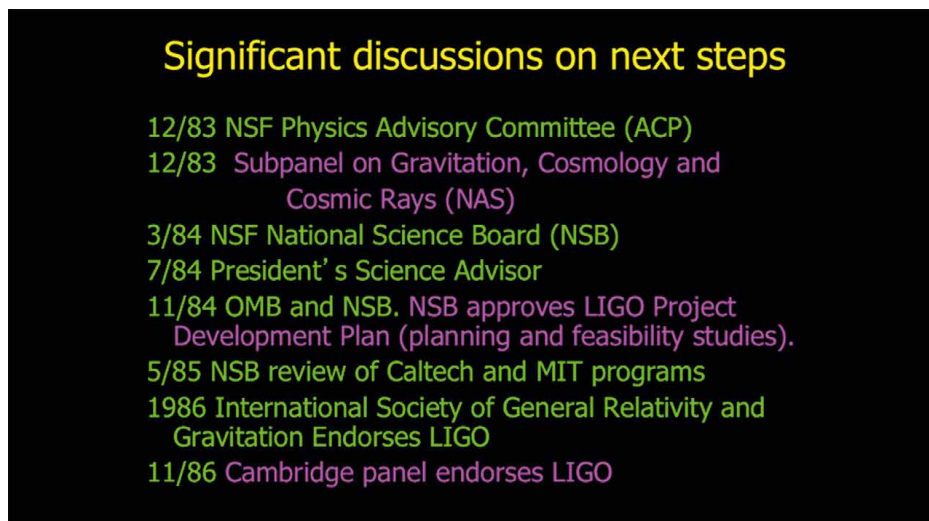 Significant discussions on next steps
12/83 NSF Physics Advisory Committee (ACP)
12/83 Subpanel on Gravitation, Cosmology and
Cosmic Rays (NAS)
3/84 NSF National Science Board (NSB)
7/84 President’s Science Advisor
11/84 OMB and NSB. NSB approves LIGO Project
Development Plan (planning and feasibility studies).
5/85 NSB review of Caltech and MIT programs
1986 International Society of General Relativity and
Gravitation Endorses LIGO
11/86 Cambridge panel endorses LIGO